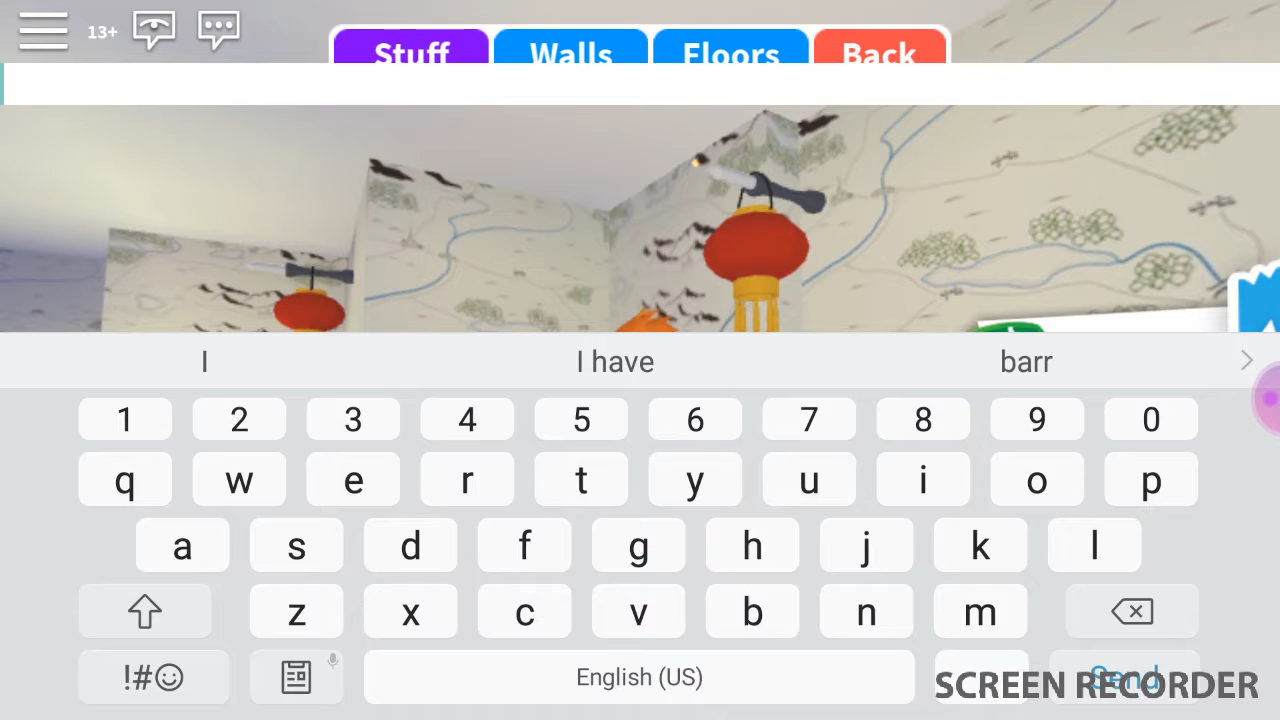 13+
Stuff Walls Floors Back
I I have barr
1 2 3 4 5 6 7 8 9 0
q w e r t y u i o p
a s d f g h j k l
z x c v b n m
!#☺ English (US) Send
SCREEN RECORDER